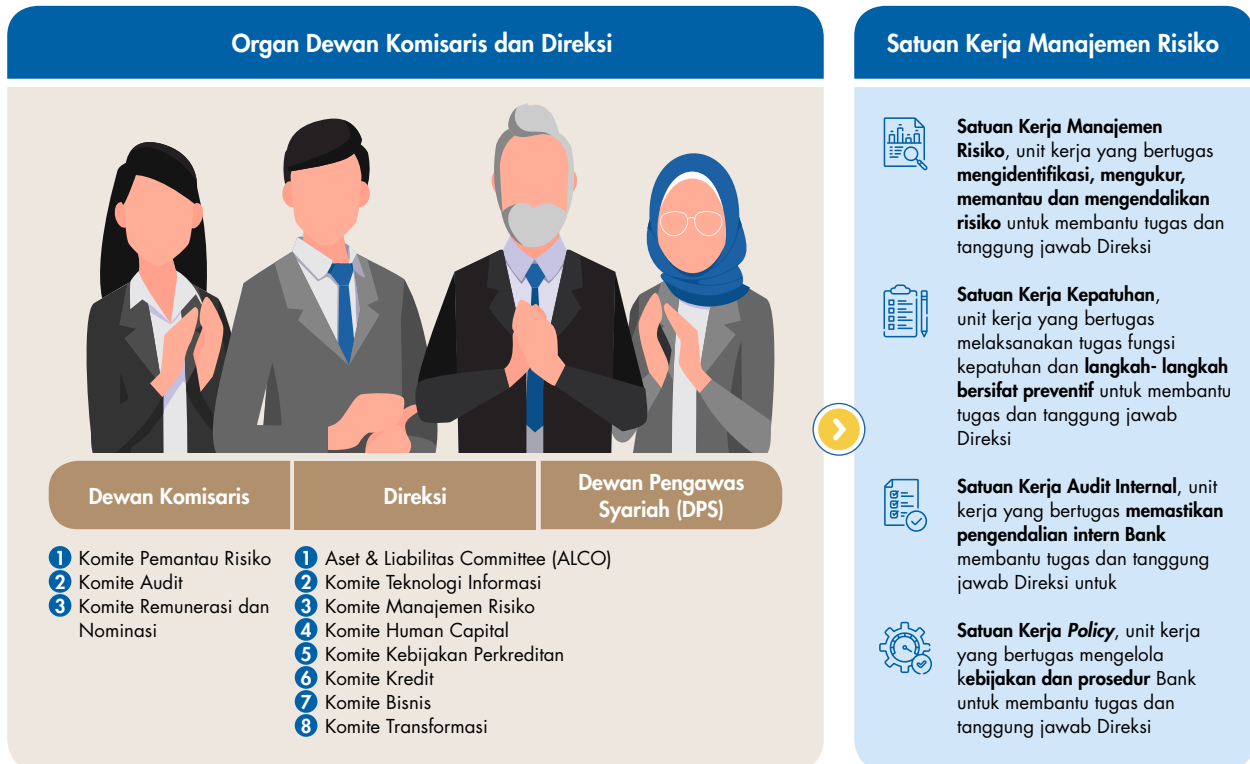 Organ Dewan Komisaris dan Direksi
Dewan Komisaris
Direksi
Dewan Pengawas
Syariah (DPS)
1 Komite Pemantau Risiko
2 Komite Audit
3 Komite Remunerasi dan
Nominasi
1 Aset & Liabilitas Committee (ALCO)
2 Komite Teknologi Informasi
3 Komite Manajemen Risiko
4 Komite Human Capital
5 Komite Kebijakan Perkreditan
6 Komite Kredit
7 Komite Bisnis
8 Komite Transformasi
Satuan Kerja Manajemen Risiko
Satuan Kerja Manajemen
Risiko, unit kerja yang bertugas
mengidentifikasi, mengukur,
memantau dan mengendalikan
risiko untuk membantu tugas dan
tanggung jawab Direksi
Satuan Kerja Kepatuhan,
unit kerja yang bertugas
melaksanakan tugas fungsi
kepatuhan dan langkah- langkah
bersifat preventif untuk membantu
tugas dan tanggung jawab
Direksi
Satuan Kerja Audit Internal, unit
kerja yang bertugas memastikan
pengendalian intern Bank
membantu tugas dan tanggung
jawab Direksi untuk
Satuan Kerja Policy, unit kerja
yang bertugas mengelola
kebijakan dan prosedur Bank
untuk membantu tugas dan
tanggung jawab Direksi